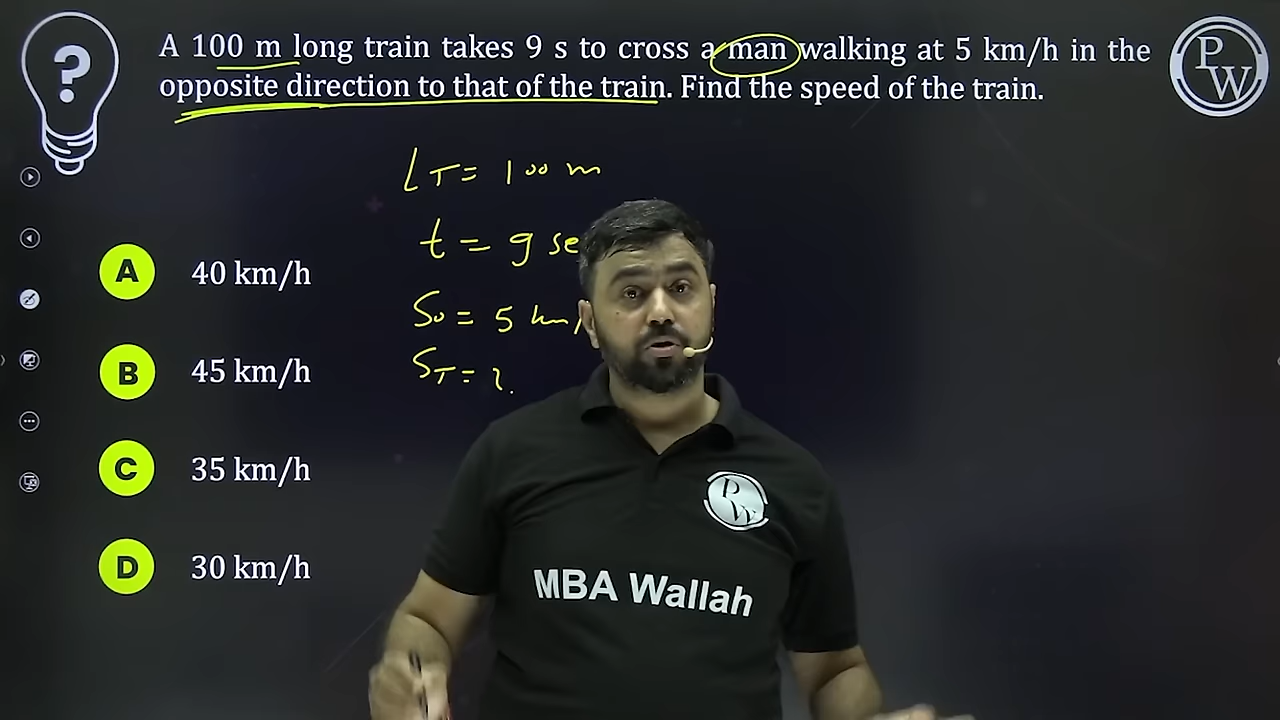 A 100 m long train takes 9 s to cross a man walking at 5 km/h in the
opposite direction to that of the train. Find the speed of the train.
P
W
?
L T = 100 m
t = 9 se
A 40 km/h
S0 = 5 km/
B 45 km/h
ST = ?
C 35 km/h
P
W
D 30 km/h
MBA Wallah